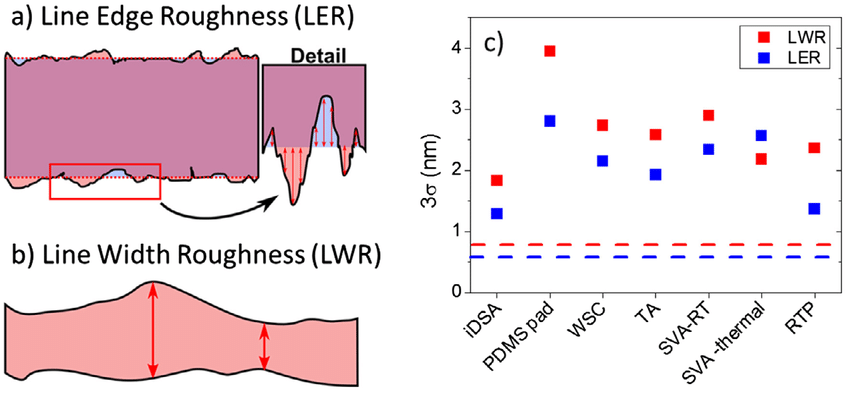 a) Line Edge Roughness (LER)
Detail
b) Line Width Roughness (LWR)
c)
LWR
LER
3σ (nm)
4
3
2
1
0
iDSA
PDMS pad
WSC
TA
SVA-RT
SVA -thermal
RTP